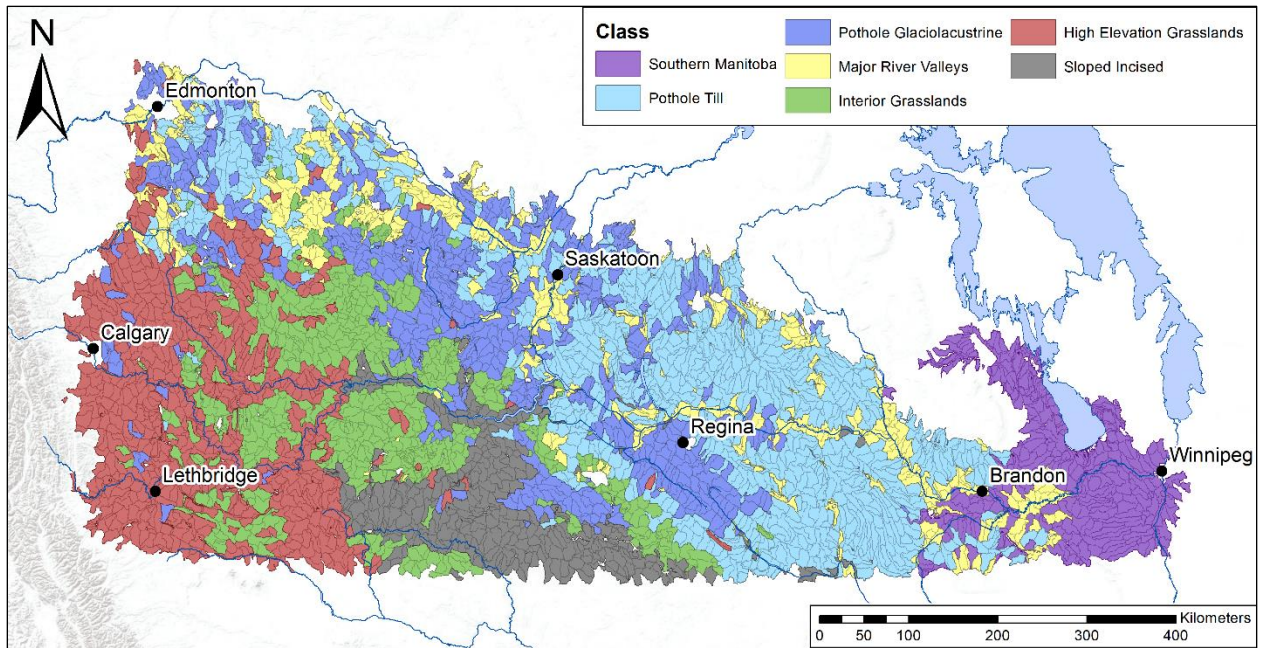 N
Class
Southern Manitoba
Pothole Till
Pothole Glaciolacustrine
Major River Valleys
Interior Grasslands
High Elevation Grasslands
Sloped Incised
Edmonton
Saskatoon
Calgary
Regina
Winnipeg
Lethbridge
Brandon
Kilometers
0 50 100 200 300 400